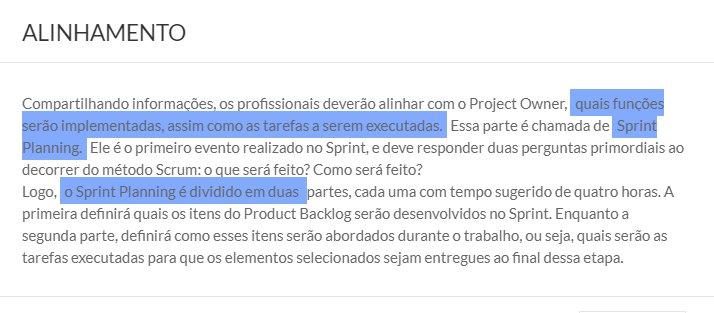 ALINHAMENTO
Compartilhando informações, os profissionais deverão alinhar com o Project Owner, quais funções
serão implementadas, assim como as tarefas a serem executadas. Essa parte é chamada de Sprint
Planning. Ele é o primeiro evento realizado no Sprint, e deve responder duas perguntas primordiais ao
decorrer do método Scrum: o que será feito? Como será feito?
Logo, o Sprint Planning é dividido em duas partes, cada uma com tempo sugerido de quatro horas. A
primeira definirá quais os itens do Product Backlog serão desenvolvidos no Sprint. Enquanto a
segunda parte, definirá como esses itens serão abordados durante o trabalho, ou seja, quais serão as
tarefas executadas para que os elementos selecionados sejam entregues ao final dessa etapa.